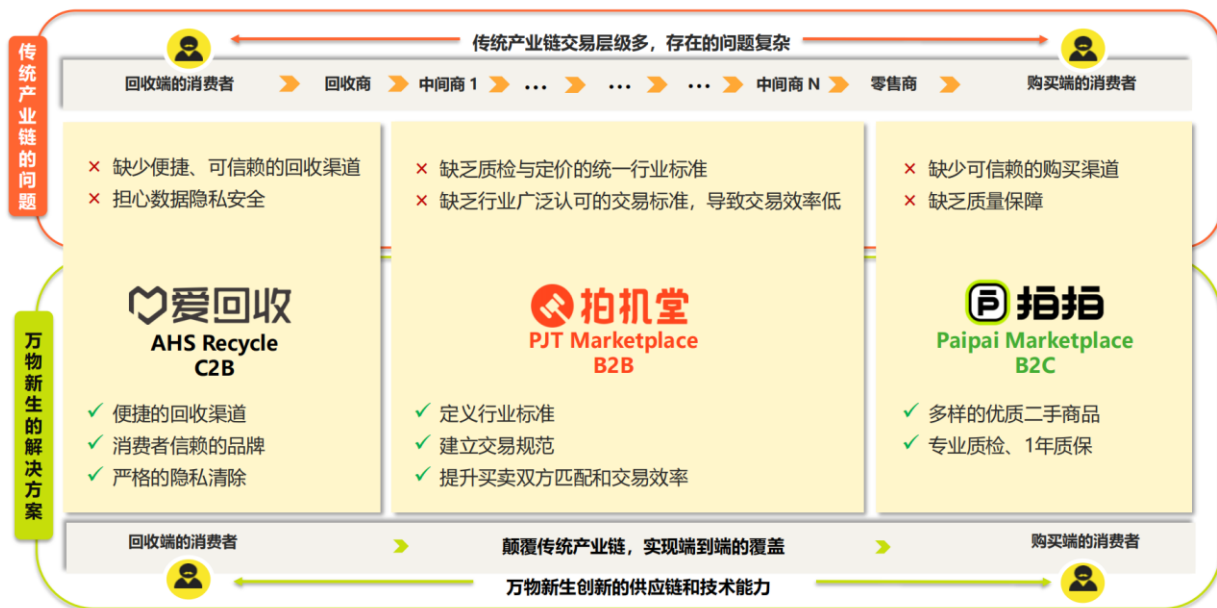 传统产业链的问题
传统产业链交易层级多，存在的问题复杂
回收端的消费者 回收商 中间商 1 ... ... ... 中间商 N 零售商 购买端的消费者
× 缺少便捷、可信赖的回收渠道
× 担心数据隐私安全
× 缺乏质检与定价的统一行业标准
× 缺乏行业广泛认可的交易标准，导致交易效率低
× 缺少可信赖的购买渠道
× 缺乏质量保障
万物新生的解决方案
爱回收
AHS Recycle
C2B
✓ 便捷的回收渠道
✓ 消费者信赖的品牌
✓ 严格的隐私清除
拍机堂
PJT Marketplace
B2B
✓ 定义行业标准
✓ 建立交易规范
✓ 提升买卖双方匹配和交易效率
拍拍
Paipai Marketplace
B2C
✓ 多样的优质二手商品
✓ 专业质检、1年质保
回收端的消费者 颠覆传统产业链，实现端到端的覆盖 购买端的消费者
万物新生创新的供应链和技术能力